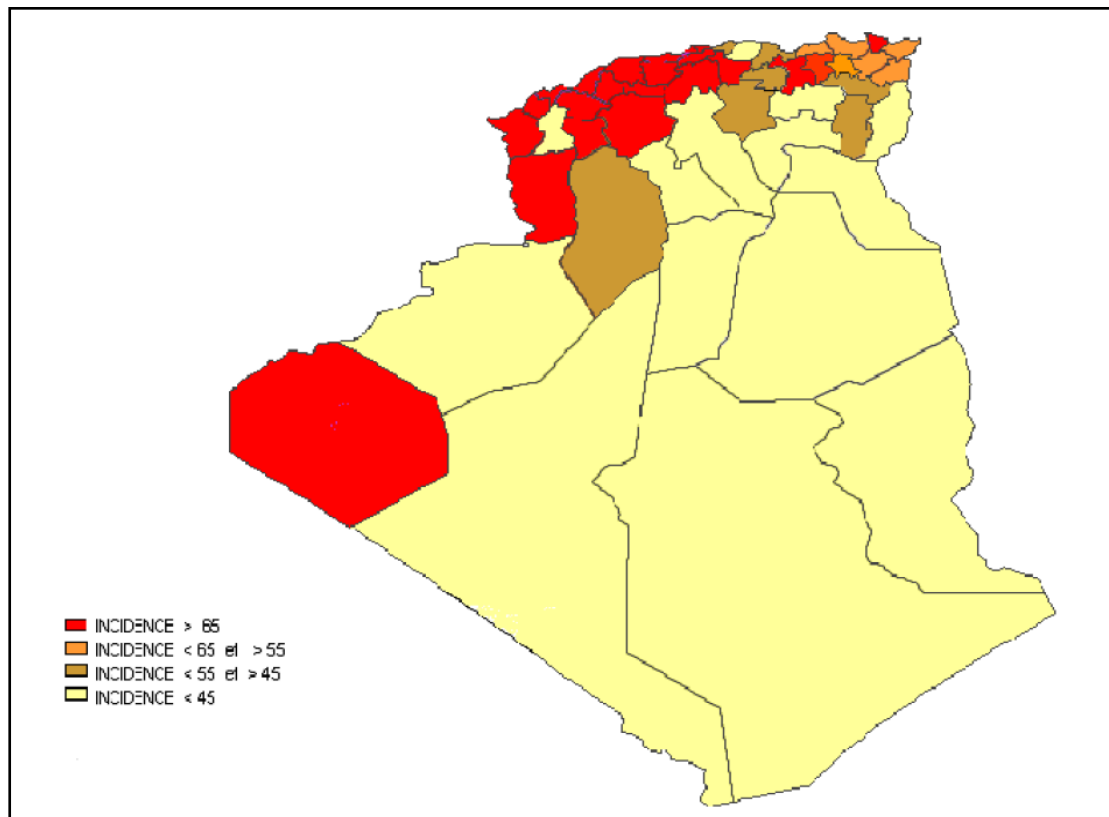 INCIDENCE > 65
INCIDENCE < 65 et > 55
INCIDENCE < 55 et > 45
INCIDENCE < 45